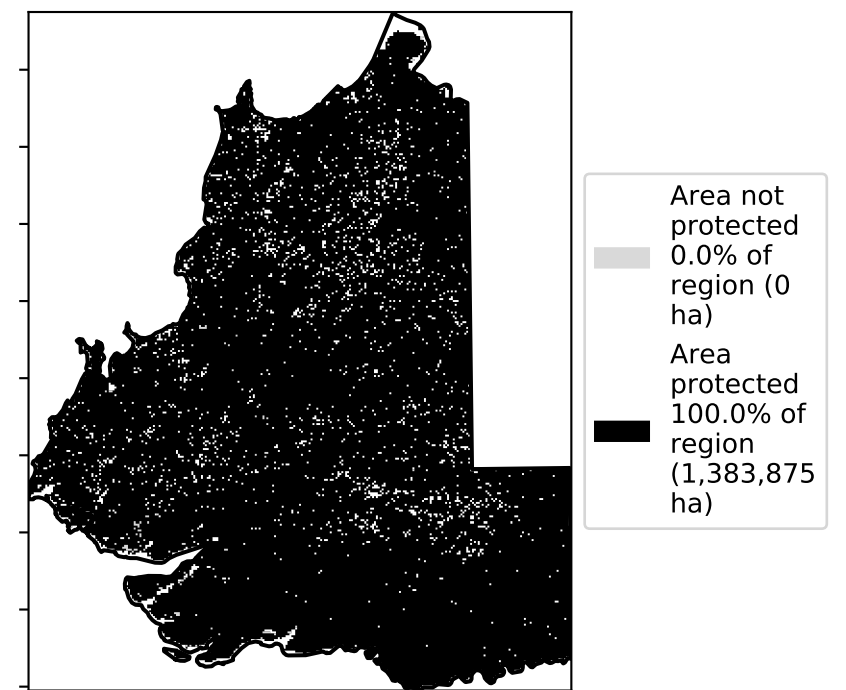 Area not
protected
0.0% of
region (0
ha)
Area
protected
100.0% of
region
(1,383,875
ha)